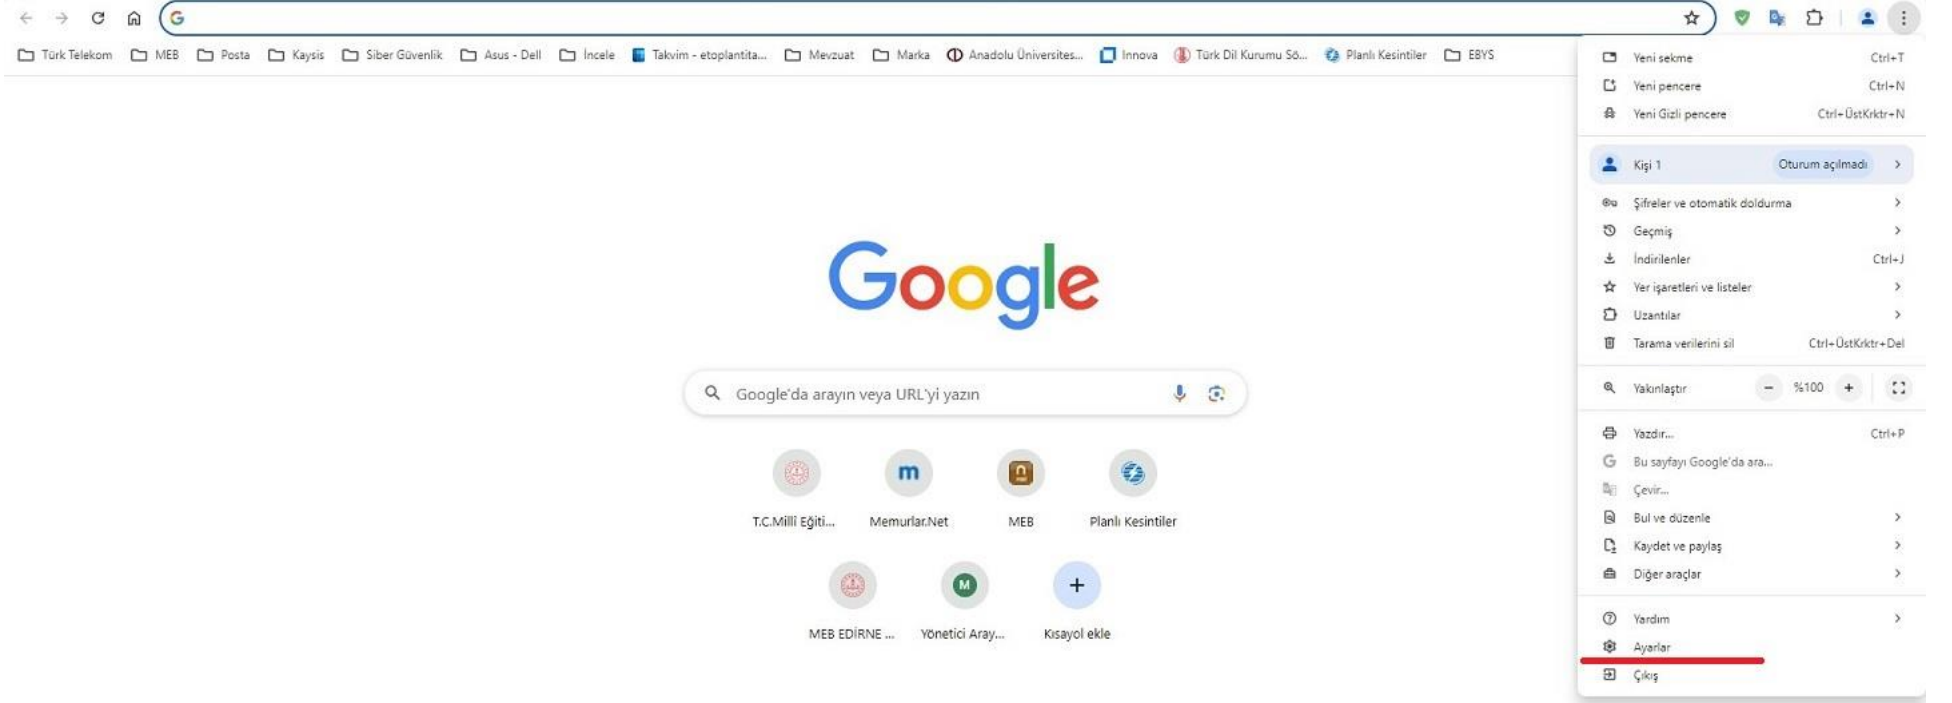 Türk Telekom MEB Posta Kaysis Siber Güvenlik Asus - Dell İncele Takvim - etoplantita... Mevzuat Marka Anadolu Üniversites... Innova Türk Dil Kurumu Sö... Planlı Kesintiler EBYS
Yeni sekme Ctrl+T
Yeni pencere Ctrl+N
Yeni Gizli pencere Ctrl+ÜstKrktr+N
Kişi 1 Oturum açılmadı
Şifreler ve otomatik doldurma
Geçmiş
İndirilenler Ctrl+J
Yer işaretleri ve listeler
Uzantılar
Tarama verilerini sil Ctrl+ÜstKrktr+Del
Yakınlaştır − %100 +
Yazdır... Ctrl+P
Bu sayfayı Google'da ara...
Çevir...
Bul ve düzenle
Kaydet ve paylaş
Diğer araçlar
Yardım
Ayarlar
Çıkış
Google
Google'da arayın veya URL'yi yazın
T.C.Millî Eğiti... Memurlar.Net MEB Planlı Kesintiler
MEB EDİRNE ... Yönetici Aray... Kısayol ekle